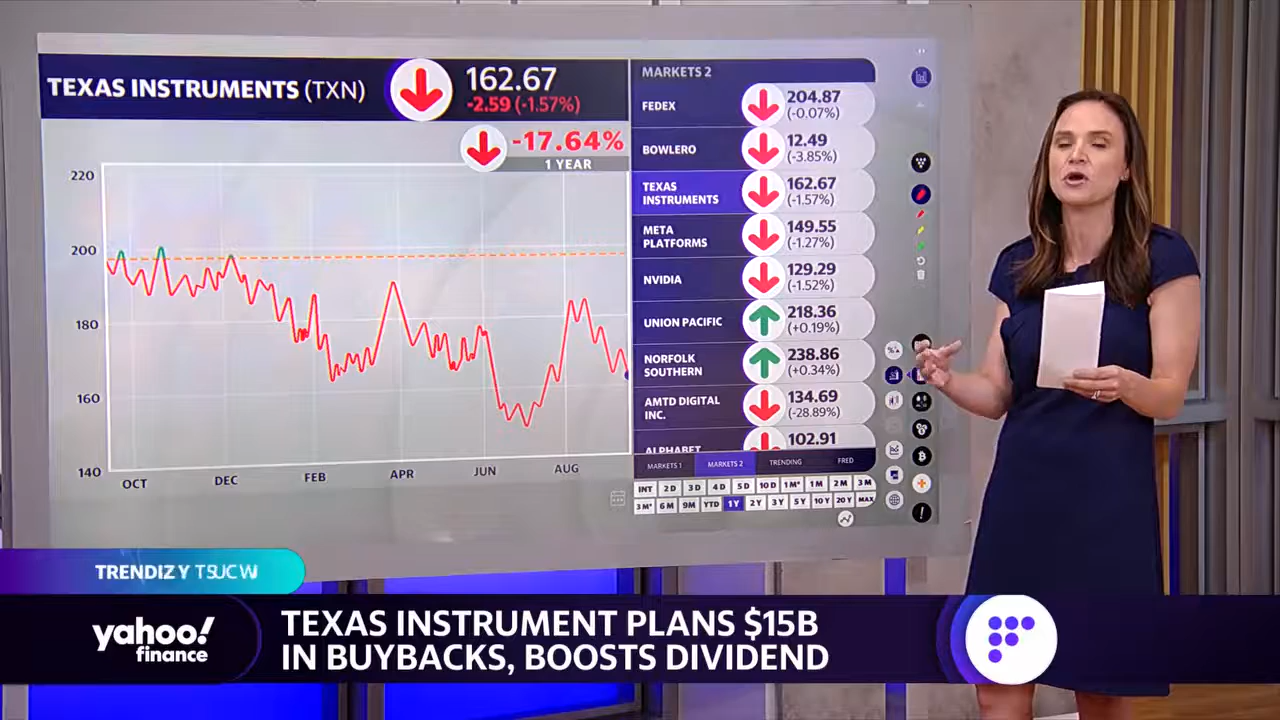 TEXAS INSTRUMENTS (TXN)
162.67
-2.59 (-1.57%)
-17.64%
1 YEAR
220
200
180
160
140
OCT DEC FEB APR JUN AUG
MARKETS 2
FEDEX 204.87 (-0.07%)
BOWLERO 12.49 (-3.85%)
TEXAS INSTRUMENTS 162.67 (-1.57%)
META PLATFORMS 149.55 (-1.27%)
NVIDIA 129.29 (-1.52%)
UNION PACIFIC 218.36 (+0.19%)
NORFOLK SOUTHERN 238.86 (+0.34%)
AMTD DIGITAL INC. 134.69 (-28.89%)
ALPHABET 102.91
MARKETS 1 MARKETS 2 TRENDING FRED
INT 2D 3D 4D 5D 10D 1M* 1M 2M 3M
3M* 6M 9M YTD 1Y 2Y 3Y 5Y 10Y 20Y MAX
yahoo!
finance
TEXAS INSTRUMENT PLANS $15B
IN BUYBACKS, BOOSTS DIVIDEND